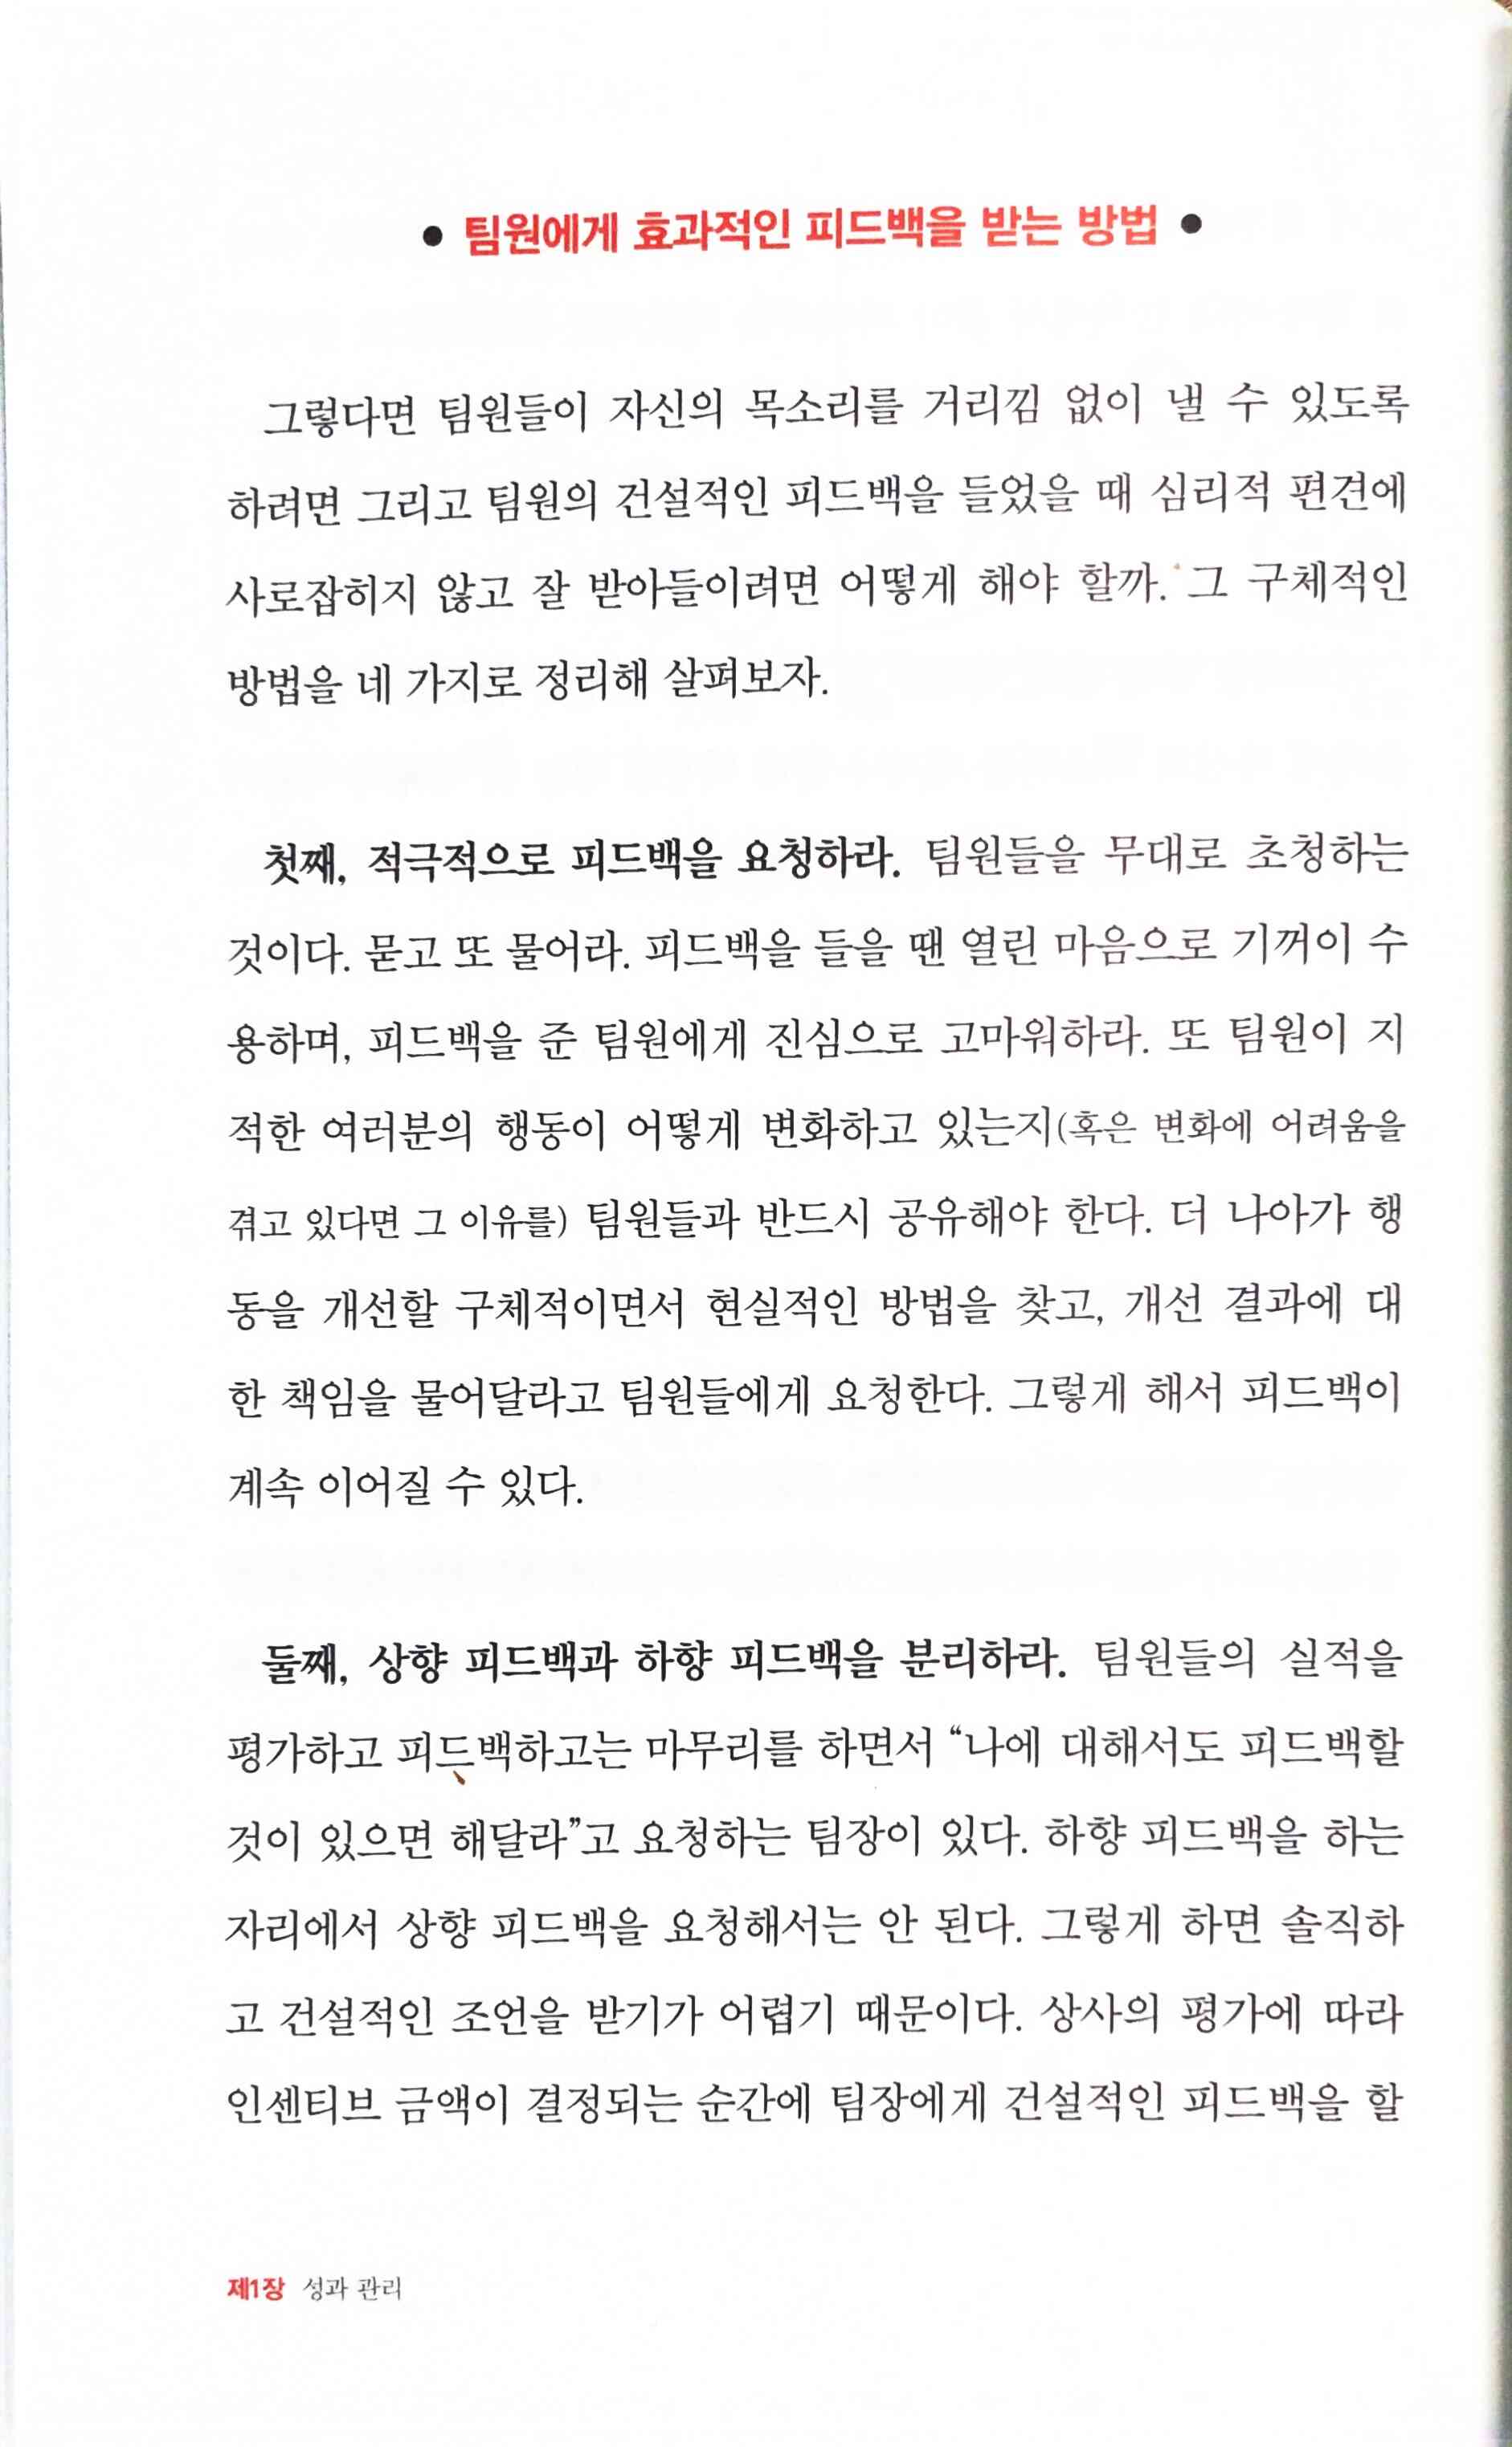 • 팀원에게 효과적인 피드백을 받는 방법 •
그렇다면 팀원들이 자신의 목소리를 거리낌 없이 낼 수 있도록
하려면 그리고 팀원의 건설적인 피드백을 들었을 때 심리적 편견에
사로잡히지 않고 잘 받아들이려면 어떻게 해야 할까. 그 구체적인
방법을 네 가지로 정리해 살펴보자.
첫째, 적극적으로 피드백을 요청하라. 팀원들을 무대로 초청하는
것이다. 묻고 또 물어라. 피드백을 들을 땐 열린 마음으로 기꺼이 수
용하며, 피드백을 준 팀원에게 진심으로 고마워하라. 또 팀원이 지
적한 여러분의 행동이 어떻게 변화하고 있는지(혹은 변화에 어려움을
겪고 있다면 그 이유를) 팀원들과 반드시 공유해야 한다. 더 나아가 행
동을 개선할 구체적이면서 현실적인 방법을 찾고, 개선 결과에 대
한 책임을 물어달라고 팀원들에게 요청한다. 그렇게 해서 피드백이
계속 이어질 수 있다.
둘째, 상향 피드백과 하향 피드백을 분리하라. 팀원들의 실적을
평가하고 피드백하고는 마무리를 하면서 “나에 대해서도 피드백할
것이 있으면 해달라”고 요청하는 팀장이 있다. 하향 피드백을 하는
자리에서 상향 피드백을 요청해서는 안 된다. 그렇게 하면 솔직하
고 건설적인 조언을 받기가 어렵기 때문이다. 상사의 평가에 따라
인센티브 금액이 결정되는 순간에 팀장에게 건설적인 피드백을 할
제1장 성과 관리